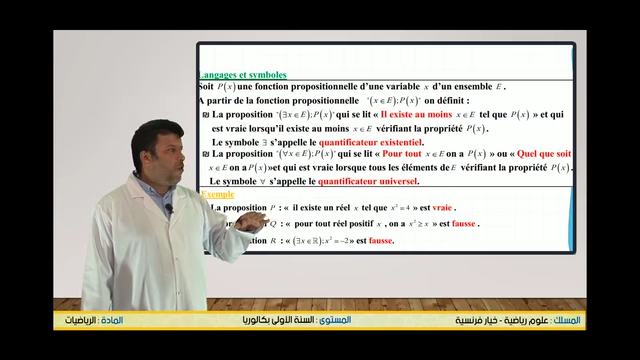 Langages et symboles
Soit P(x) une fonction propositionnelle d'une variable x d'un ensemble E .
A partir de la fonction propositionnelle "(x∈E);P(x)" on définit :
La proposition "(∃x∈E);P(x)" qui se lit « Il existe au moins x∈E tel que P(x) » et qui
est vraie lorsqu'il existe au moins x∈E vérifiant la propriété P(x).
Le symbole ∃ s'appelle le quantificateur existentiel.
La proposition "(∀x∈E);P(x)" qui se lit « Pour tout x∈E on a P(x) » ou « Quel que soit
x∈E on a P(x) »et qui est vraie lorsque tous les éléments de E vérifient la propriété P(x).
Le symbole ∀ s'appelle le quantificateur universel.
Exemple
La proposition P : « il existe un réel x tel que x²=4 » est vraie .
Q : « pour tout réel positif x , on a x²≥x » est fausse .
R : « (∃x∈ℝ);x²=−2 » est fausse.
المسلك : علوم رياضية - خيار فرنسية
المستوى : السنة الأولى بكالوريا
المادة : الرياضيات